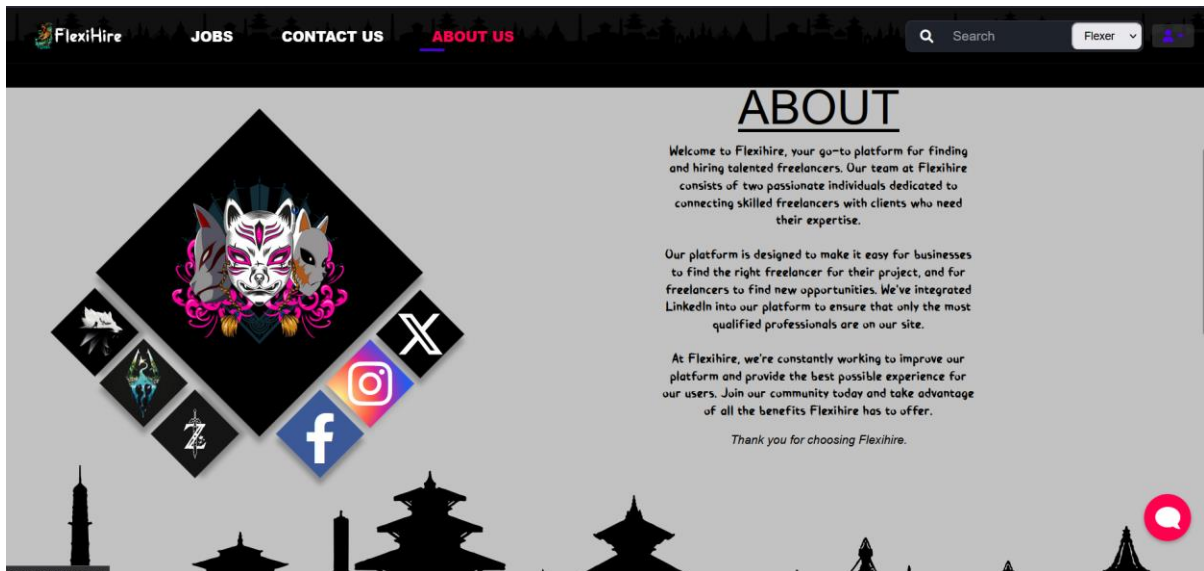 FlexiHire
JOBS
CONTACT US
ABOUT US
Search
Flexer
ABOUT
Welcome to Flexihire, your go-to platform for finding
and hiring talented freelancers. Our team at Flexihire
consists of two passionate individuals dedicated to
connecting skilled freelancers with clients who need
their expertise.
Our platform is designed to make it easy for businesses
to find the right freelancer for their project, and for
freelancers to find new opportunities. We've integrated
LinkedIn into our platform to ensure that only the most
qualified professionals are on our site.
At Flexihire, we're constantly working to improve our
platform and provide the best possible experience for
our users. Join our community today and take advantage
of all the benefits Flexihire has to offer.
Thank you for choosing Flexihire.